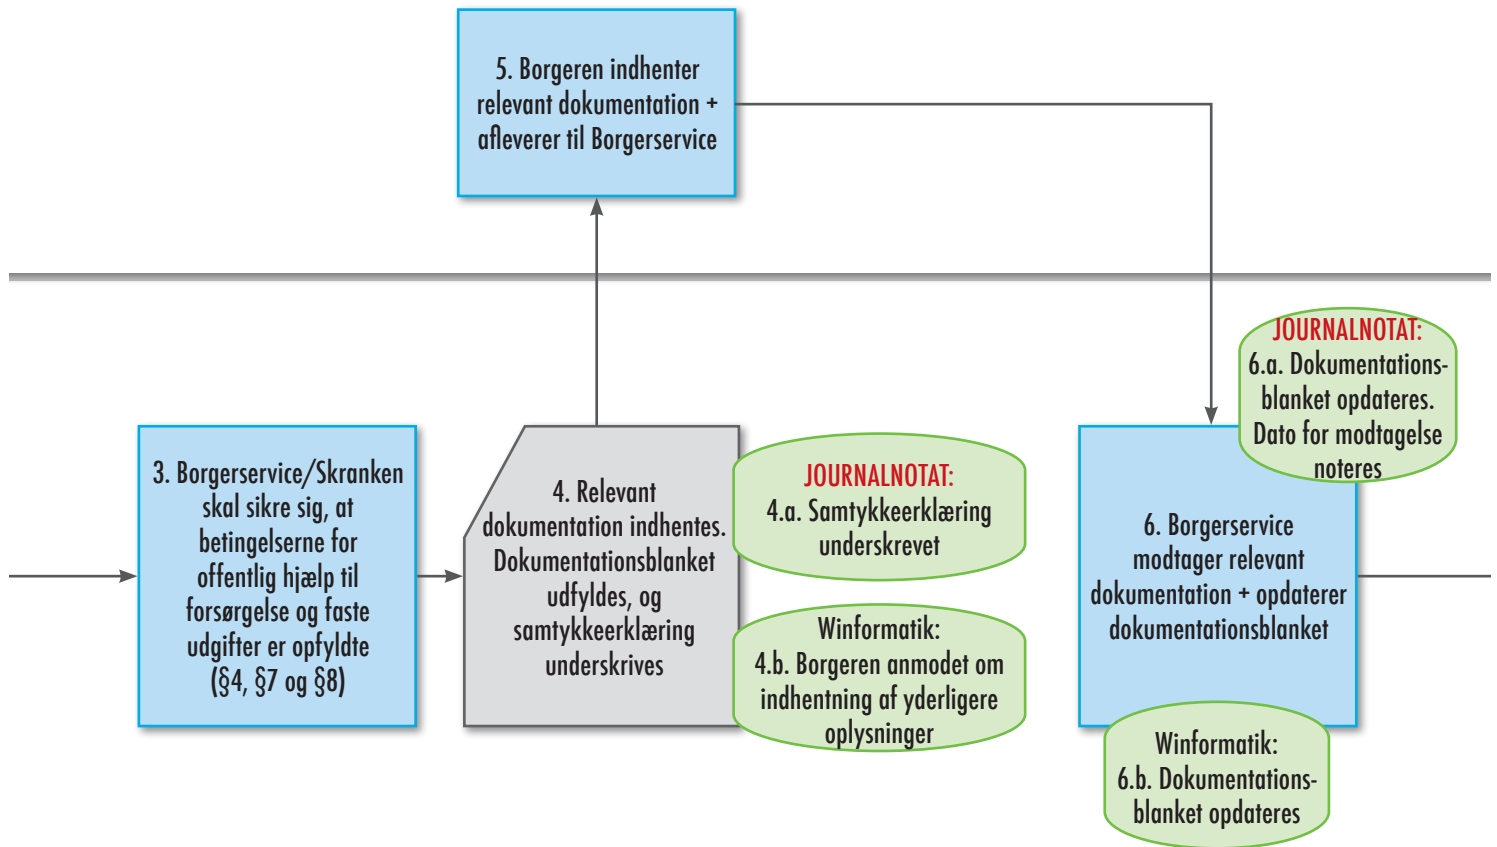 5. Borgeren indhenter
relevant dokumentation +
afleverer til Borgerservice
3. Borgerservice/Skranken
skal sikre sig, at
betingelserne for
offentlig hjælp til
forsørgelse og faste
udgifter er opfyldte
(§4, §7 og §8)
4. Relevant
dokumentation indhentes.
Dokumentationsblanket
udfyldes, og
samtykkeerklæring
underskrives
JOURNALNOTAT:
4.a. Samtykkeerklæring
underskrevet
Winformatik:
4.b. Borgeren anmodet om
indhentning af yderligere
oplysninger
JOURNALNOTAT:
6.a. Dokumentations-
blanket opdateres.
Dato for modtagelse
noteres
6. Borgerservice
modtager relevant
dokumentation + opdaterer
dokumentationsblanket
Winformatik:
6.b. Dokumentations-
blanket opdateres